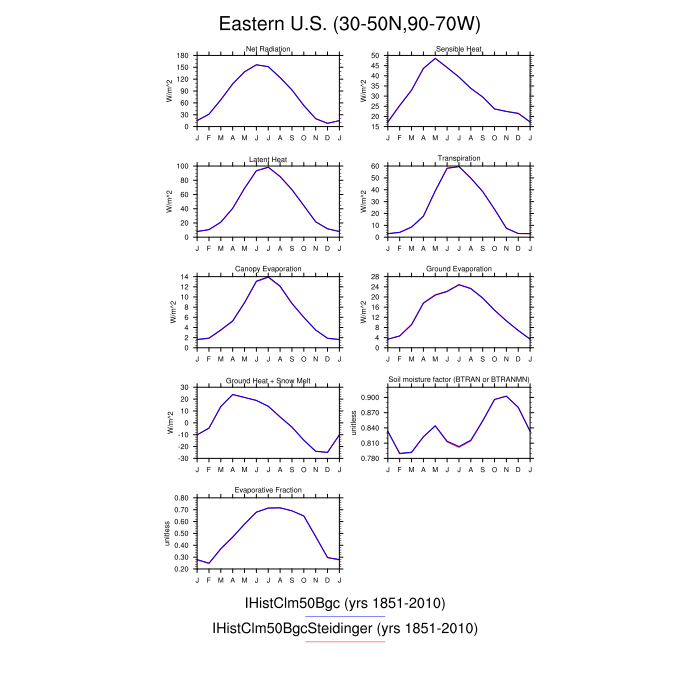 Eastern U.S. (30-50N,90-70W)
Net Radiation
W/m^2
180
150
120
90
60
30
0
J F M A M J J A S O N D J
Sensible Heat
W/m^2
50
45
40
35
30
25
20
15
J F M A M J J A S O N D J
Latent Heat
W/m^2
100
80
60
40
20
0
J F M A M J J A S O N D J
Transpiration
W/m^2
60
50
40
30
20
10
0
J F M A M J J A S O N D J
Canopy Evaporation
W/m^2
14
12
10
8
6
4
2
0
J F M A M J J A S O N D J
Ground Evaporation
W/m^2
28
24
20
16
12
8
4
0
J F M A M J J A S O N D J
Ground Heat + Snow Melt
W/m^2
30
20
10
0
-10
-20
-30
J F M A M J J A S O N D J
Soil moisture factor (BTRAN or BTRANMN)
unitless
0.900
0.870
0.840
0.810
0.780
J F M A M J J A S O N D J
Evaporative Fraction
unitless
0.80
0.70
0.60
0.50
0.40
0.30
0.20
J F M A M J J A S O N D J
IHistClm50Bgc (yrs 1851-2010)
IHistClm50BgcSteidinger (yrs 1851-2010)